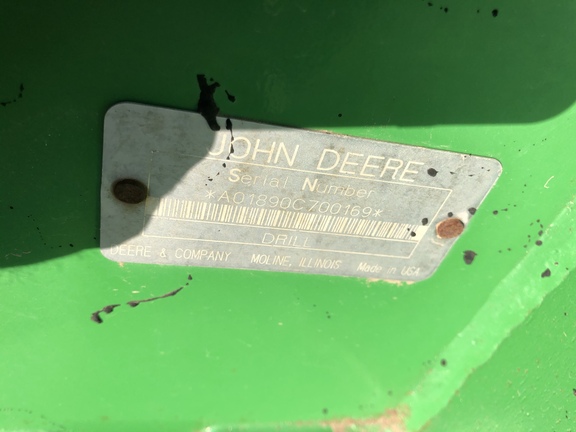 JOHN DEERE
Serial Number
*A01890C700169*
DRILL
DEERE & COMPANY MOLINE, ILLINOIS Made in USA